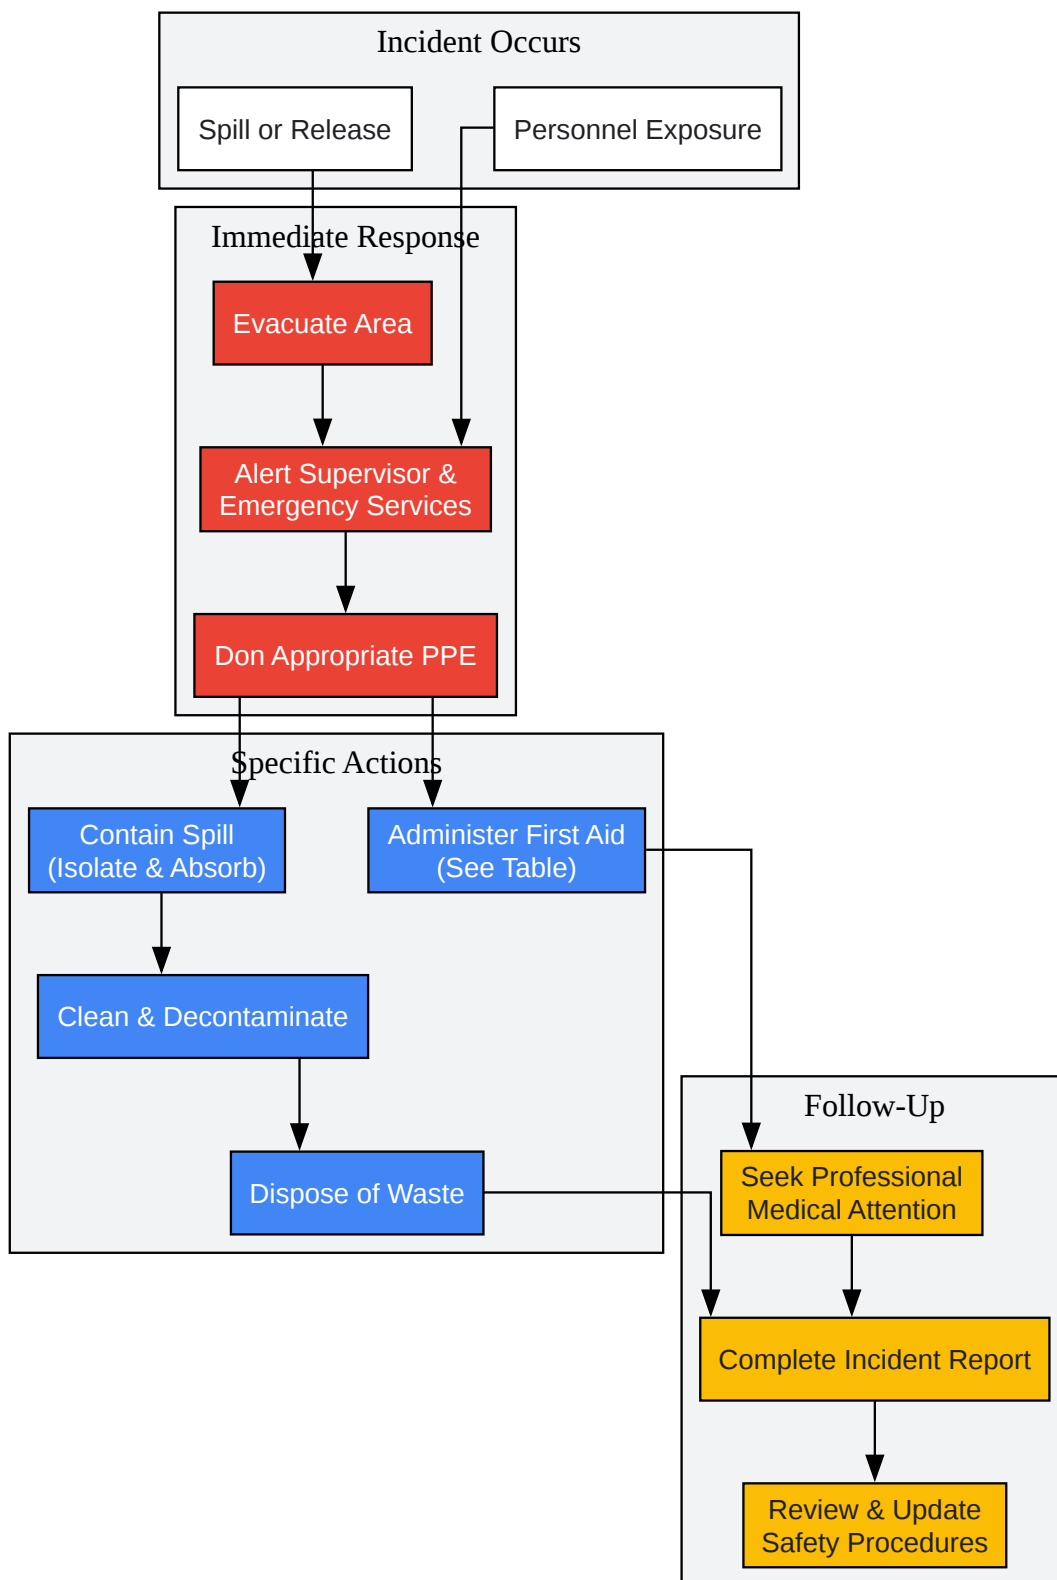 Incident Occurs
Spill or Release
Personnel Exposure
Immediate Response
Evacuate Area
Alert Supervisor &
Emergency Services
Don Appropriate PPE
Specific Actions
Contain Spill
(Isolate & Absorb)
Administer First Aid
(See Table)
Clean & Decontaminate
Dispose of Waste
Follow-Up
Seek Professional
Medical Attention
Complete Incident Report
Review & Update
Safety Procedures